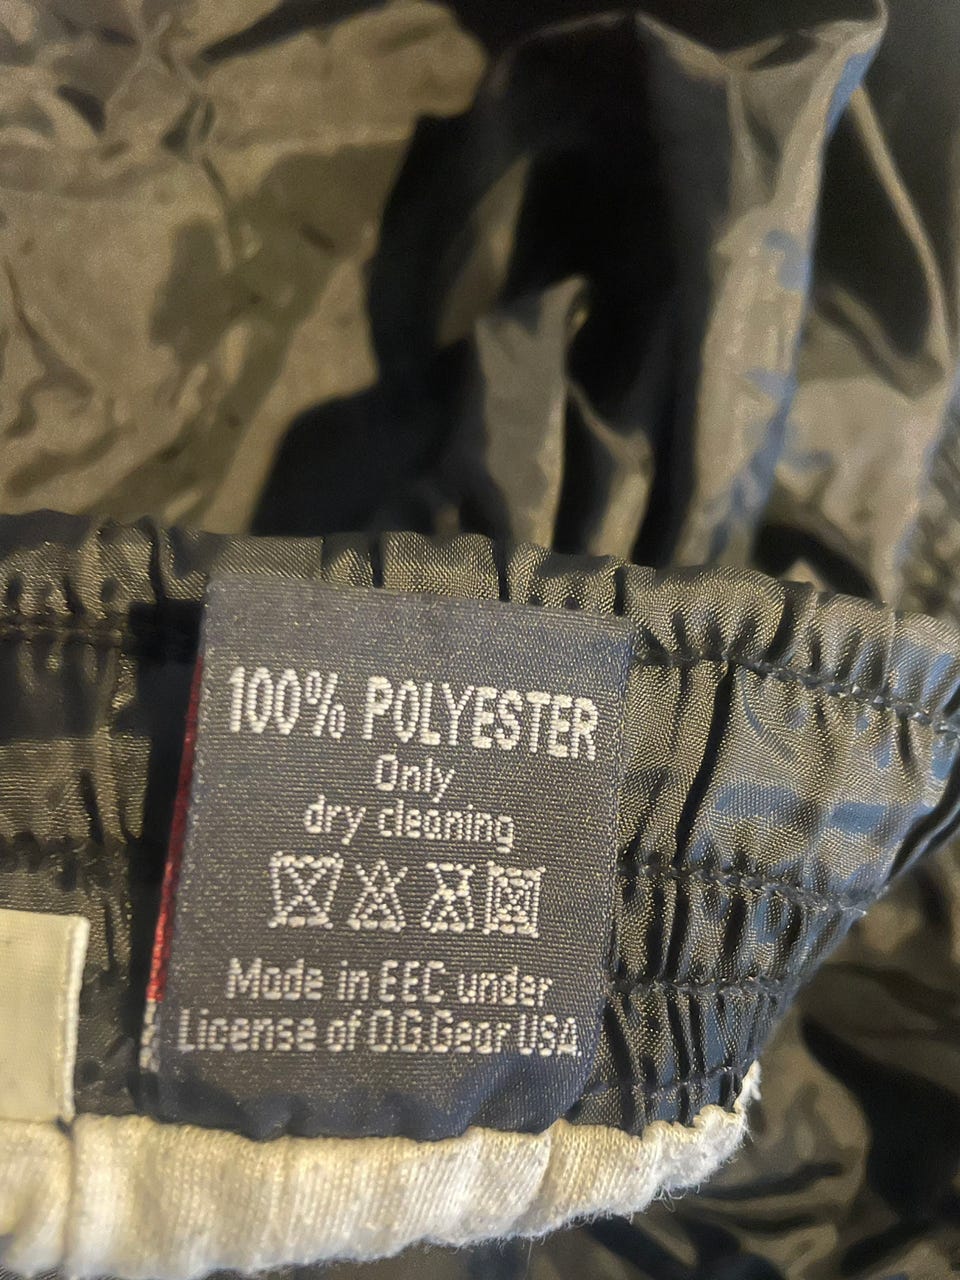 100% POLYESTER
Only
dry cleaning
Made in EEC under
License of O.G.Gear USA.